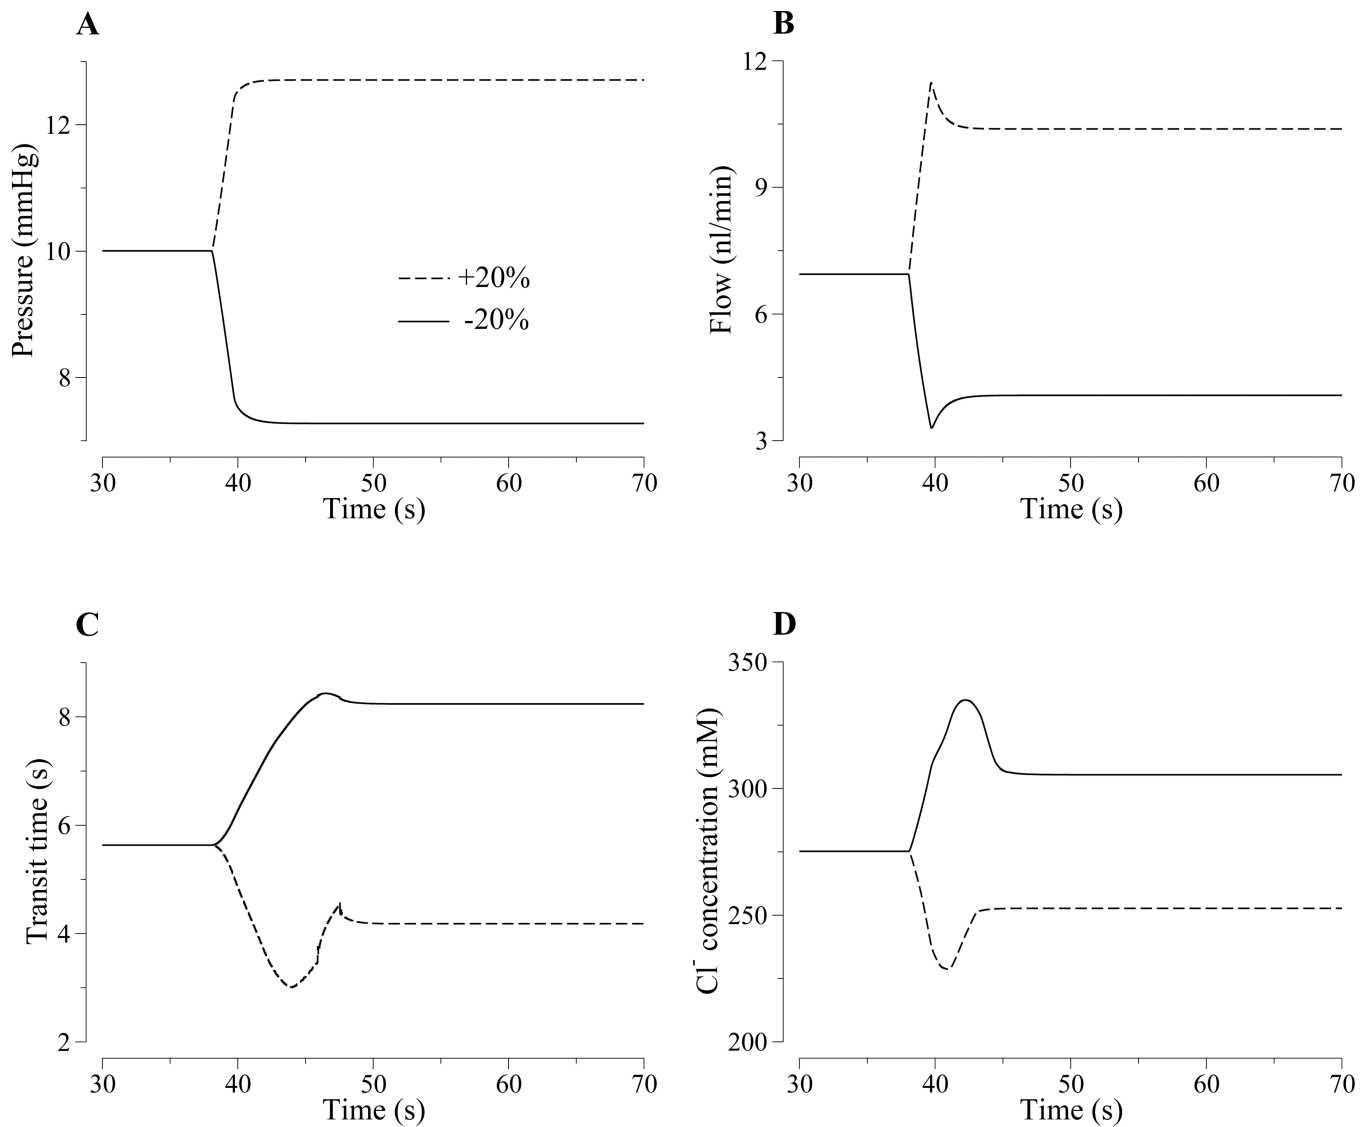 A
Pressure (mmHg)
12
10
8
+20%
-20%
30 40 50 60 70
Time (s)
B
Flow (nl/min)
12
9
6
3
30 40 50 60 70
Time (s)
C
Transit time (s)
8
6
4
2
30 40 50 60 70
Time (s)
D
Cl⁻ concentration (mM)
350
300
250
200
30 40 50 60 70
Time (s)